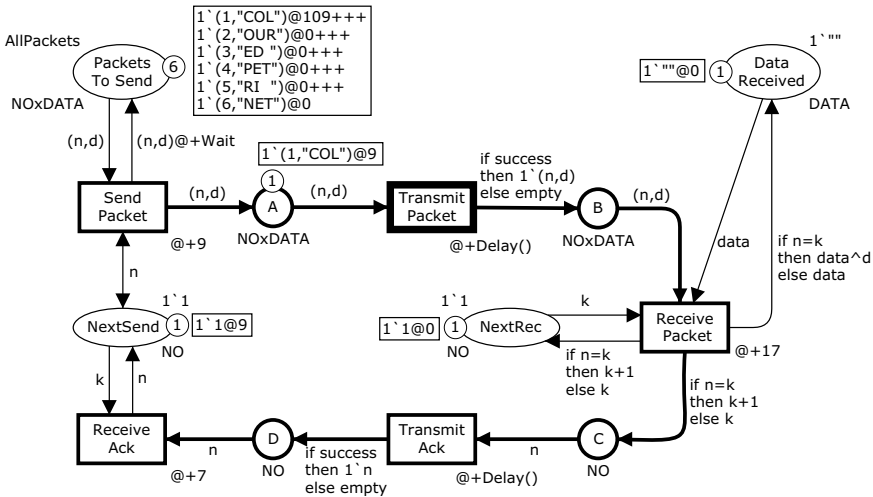 AllPackets
Packets
To Send
6
1`(1,"COL")@109+++
1`(2,"OUR")@0+++
1`(3,"ED ")@0+++
1`(4,"PET")@0+++
1`(5,"RI  ")@0+++
1`(6,"NET")@0
NOxDATA
1`""
1`""@0
1
Data
Received
DATA
(n,d)
(n,d)@+Wait
1`(1,"COL")@9
1
Send
Packet
@+9
(n,d)
A
NOxDATA
(n,d)
Transmit
Packet
@+Delay()
if success
then 1`(n,d)
else empty
B
NOxDATA
(n,d)
data
if n=k
then data^d
else data
n
1`1
NextSend
1
1`1@9
NO
1`1
1`1@0
1
NextRec
NO
k
if n=k
then k+1
else k
Receive
Packet
@+17
if n=k
then k+1
else k
k
n
Receive
Ack
@+7
n
D
NO
if success
then 1`n
else empty
Transmit
Ack
@+Delay()
n
C
NO